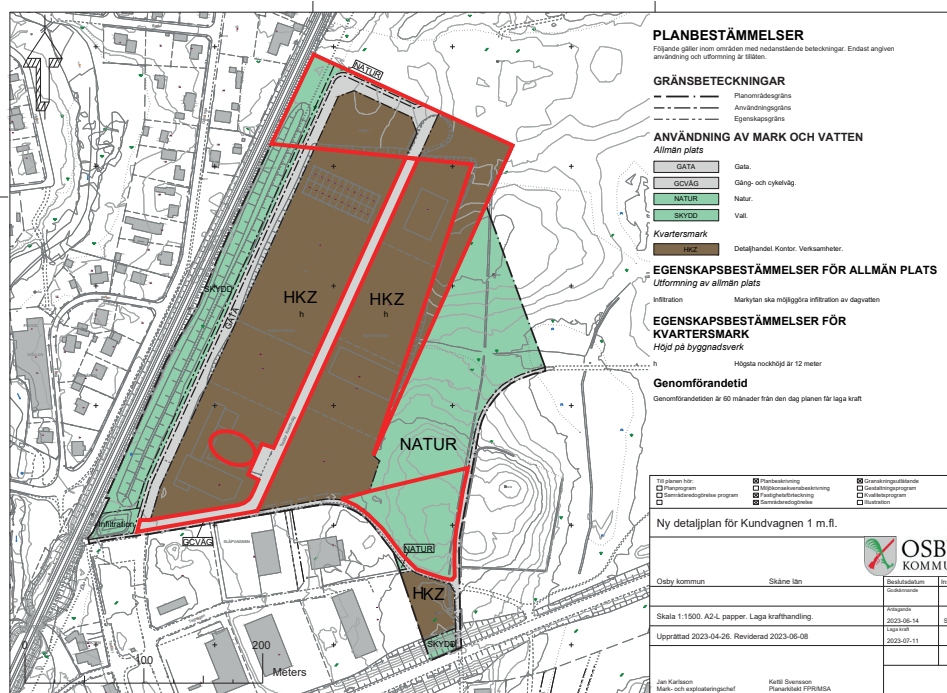 NATUR
HKZ
h
HKZ
h
SKYDD
GATA
NATUR
Infiltration
GCVÄG
NATUR
HKZ
SKYDD
0
100
200
Meters
PLANBESTÄMMELSER
Följande gäller inom områden med nedanstående beteckningar. Endast angiven
användning och utformning är tillåten.
GRÄNSBETECKNINGAR
Planområdesgräns
Användningsgräns
Egenskapsgräns
ANVÄNDNING AV MARK OCH VATTEN
Allmän plats
GATA Gata.
GCVÄG Gång- och cykelväg.
NATUR Natur.
SKYDD Vall.
Kvartersmark
HKZ Detaljhandel. Kontor. Verksamheter.
EGENSKAPSBESTÄMMELSER FÖR ALLMÄN PLATS
Utformning av allmän plats
Infiltration Markytan ska möjliggöra infiltration av dagvatten
EGENSKAPSBESTÄMMELSER FÖR
KVARTERSMARK
Höjd på byggnadsverk
h Högsta nockhöjd är 12 meter
Genomförandetid
Genomförandetiden är 60 månader från den dag planen får laga kraft
Till planen hör:
Planprogram
Samrådsredogörelse program
Planbeskrivning
Miljökonsekvensbeskrivning
Fastighetsförteckning
Samrådsredogörelse
Granskningsutlåtande
Gestaltningsprogram
Kvalitetsprogram
Illustration
Ny detaljplan för Kundvagnen 1 m.fl.
OSB
KOMMU
Osby kommun Skåne län
Beslutsdatum
Godkännande
Skala 1:1500. A2-L papper. Laga krafthandling.
Antagande
2023-06-14
Upprättad 2023-04-26. Reviderad 2023-06-08
Laga kraft
2023-07-11
Jan Karlsson Kettil Svensson
Mark- och exploateringschef Planarkitekt FPR/MSA